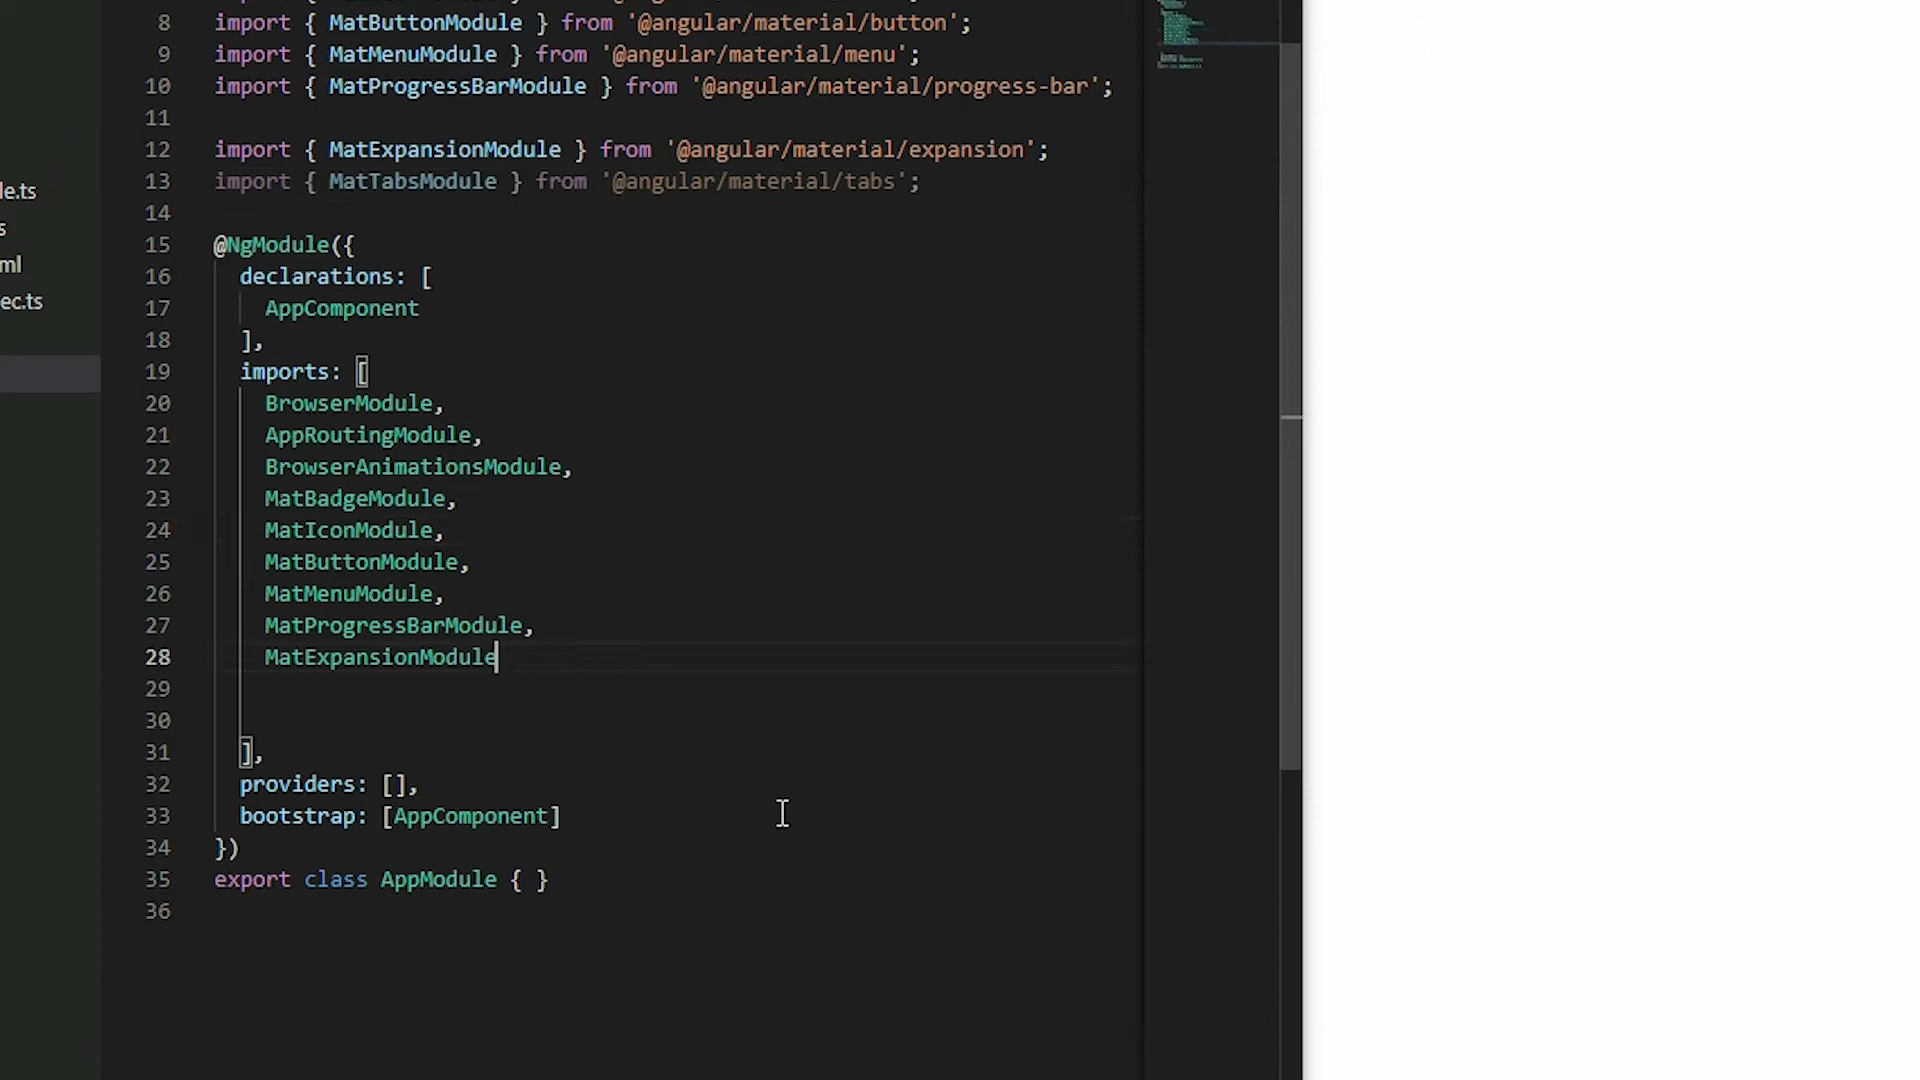 8 import { MatButtonModule } from '@angular/material/button';
9 import { MatMenuModule } from '@angular/material/menu';
10 import { MatProgressBarModule } from '@angular/material/progress-bar';
11
12 import { MatExpansionModule } from '@angular/material/expansion';
13 import { MatTabsModule } from '@angular/material/tabs';
14
15 @NgModule({
16 declarations: [
17 AppComponent
18 ],
19 imports: [
20 BrowserModule,
21 AppRoutingModule,
22 BrowserAnimationsModule,
23 MatBadgeModule,
24 MatIconModule,
25 MatButtonModule,
26 MatMenuModule,
27 MatProgressBarModule,
28 MatExpansionModule
29
30
31 ],
32 providers: [],
33 bootstrap: [AppComponent]
34 })
35 export class AppModule { }
36
le.ts
s
ml
ec.ts